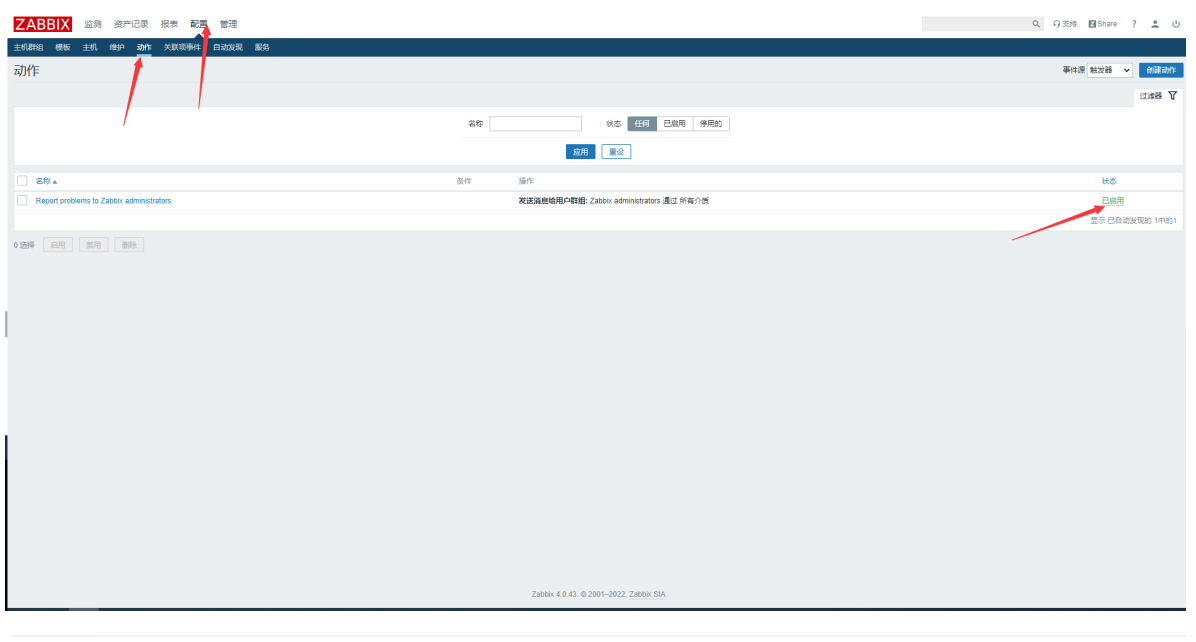 ZABBIX 监测 资产记录 报表 配置 管理 支持 Z Share ?
主机群组 模板 主机 维护 动作 关联项事件 自动发现 服务
动作 事件源 触发器 创建动作
过滤器
名称 状态 任何 已启用 停用的
应用 重设
名称 条件 操作 状态
Report problems to Zabbix administrators 发送消息给用户群组: Zabbix administrators 通过 所有介质 已启用
显示 已自动发现的 1中的1
0 选择 启用 禁用 删除
Zabbix 4.0.43. © 2001–2022, Zabbix SIA